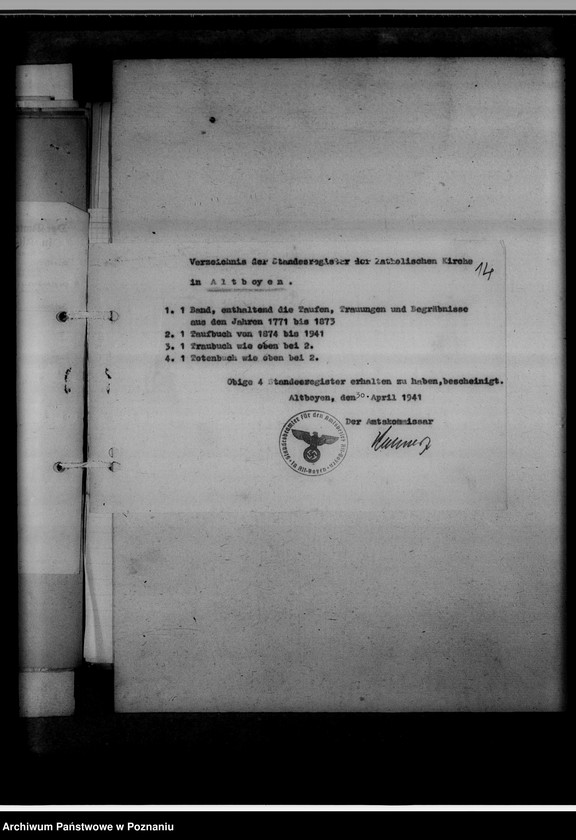 Verzeichnis der Standesregister der Katholischen Kirche
14
in Altboyen.
1. 1 Band, enthaltend die Taufen, Trauungen und Begräbnisse
aus den Jahren 1771 bis 1873
2. 1 Taufbuch von 1874 bis 1941
3. 1 Traubuch wie oben bei 2.
4. 1 Totenbuch wie oben bei 2.
Obige 4 Standesregister erhalten zu haben,bescheinigt.
Altboyen, den 30. April 1941
Der Amtskommissar
Archiwum Państwowe w Poznaniu